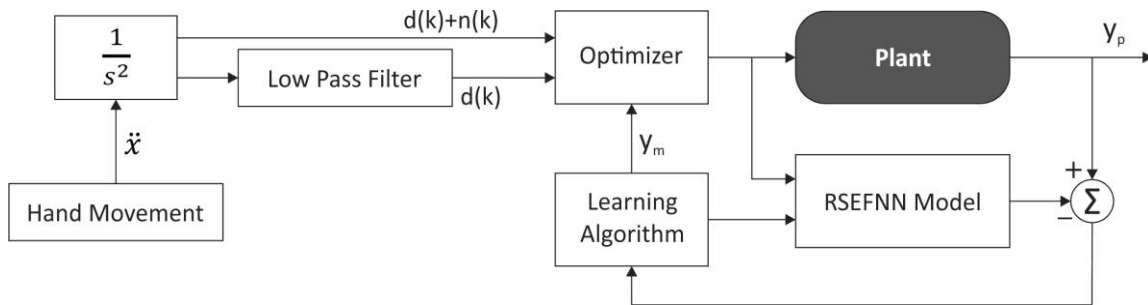 d(k)+n(k)
1
s²
Low Pass Filter
d(k)
ẍ
Hand Movement
Optimizer
Plant
yₚ
yₘ
Learning
Algorithm
RSEFNN Model
+
−
Σ